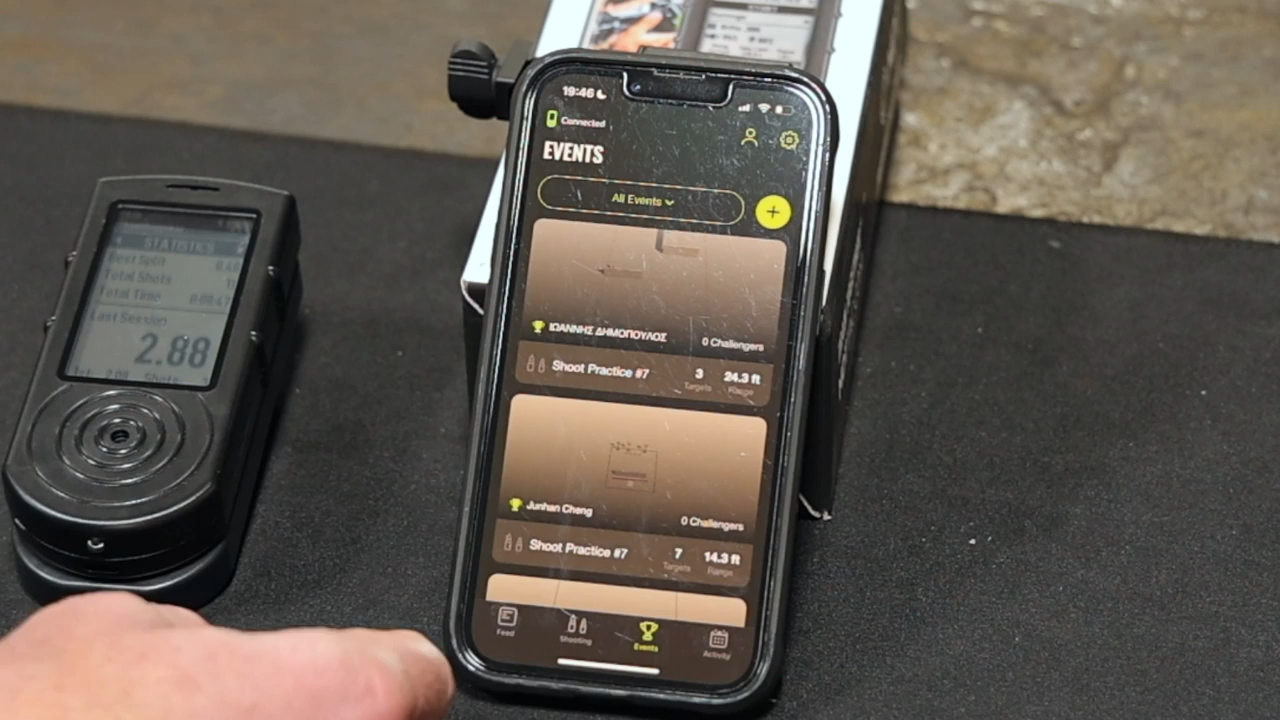 STATISTICS
Best Split 0.60
Total Shots
Total Time
Last Session
2.88
19:46
Connected
EVENTS
All Events
+
ΙΩΑΝΝΗΣ ΔΗΜΟΠΟΥΛΟΣ
0 Challengers
Shoot Practice #7
3
24.3 ft
Targets
Range
Junhan Cheng
0 Challengers
Shoot Practice #7
7
14.3 ft
Targets
Range
Feed
Shooting
Events
Activity